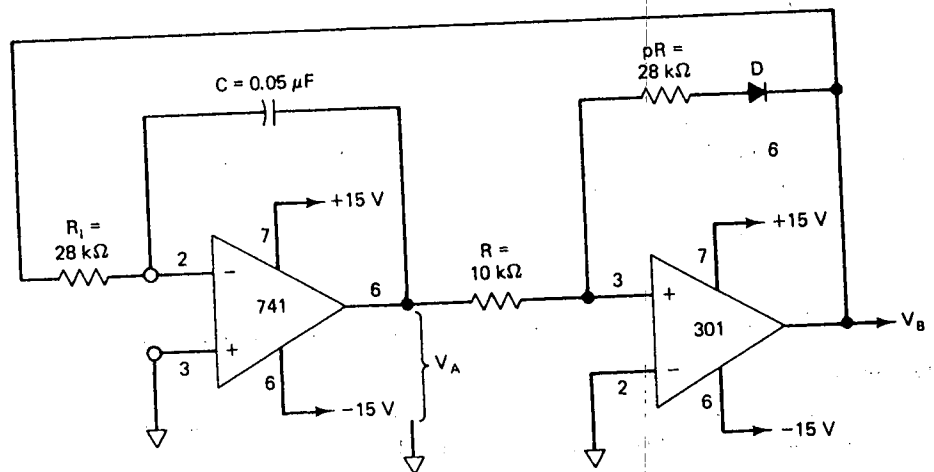 pR =
28 kΩ
D
C = 0.05 μF
6
+15 V
+15 V
R₁ =
28 kΩ
7
R =
10 kΩ
7
2
−
741
6
3
+
301
V_B
+
3
V_A
−
2
6
6
−15 V
−15 V